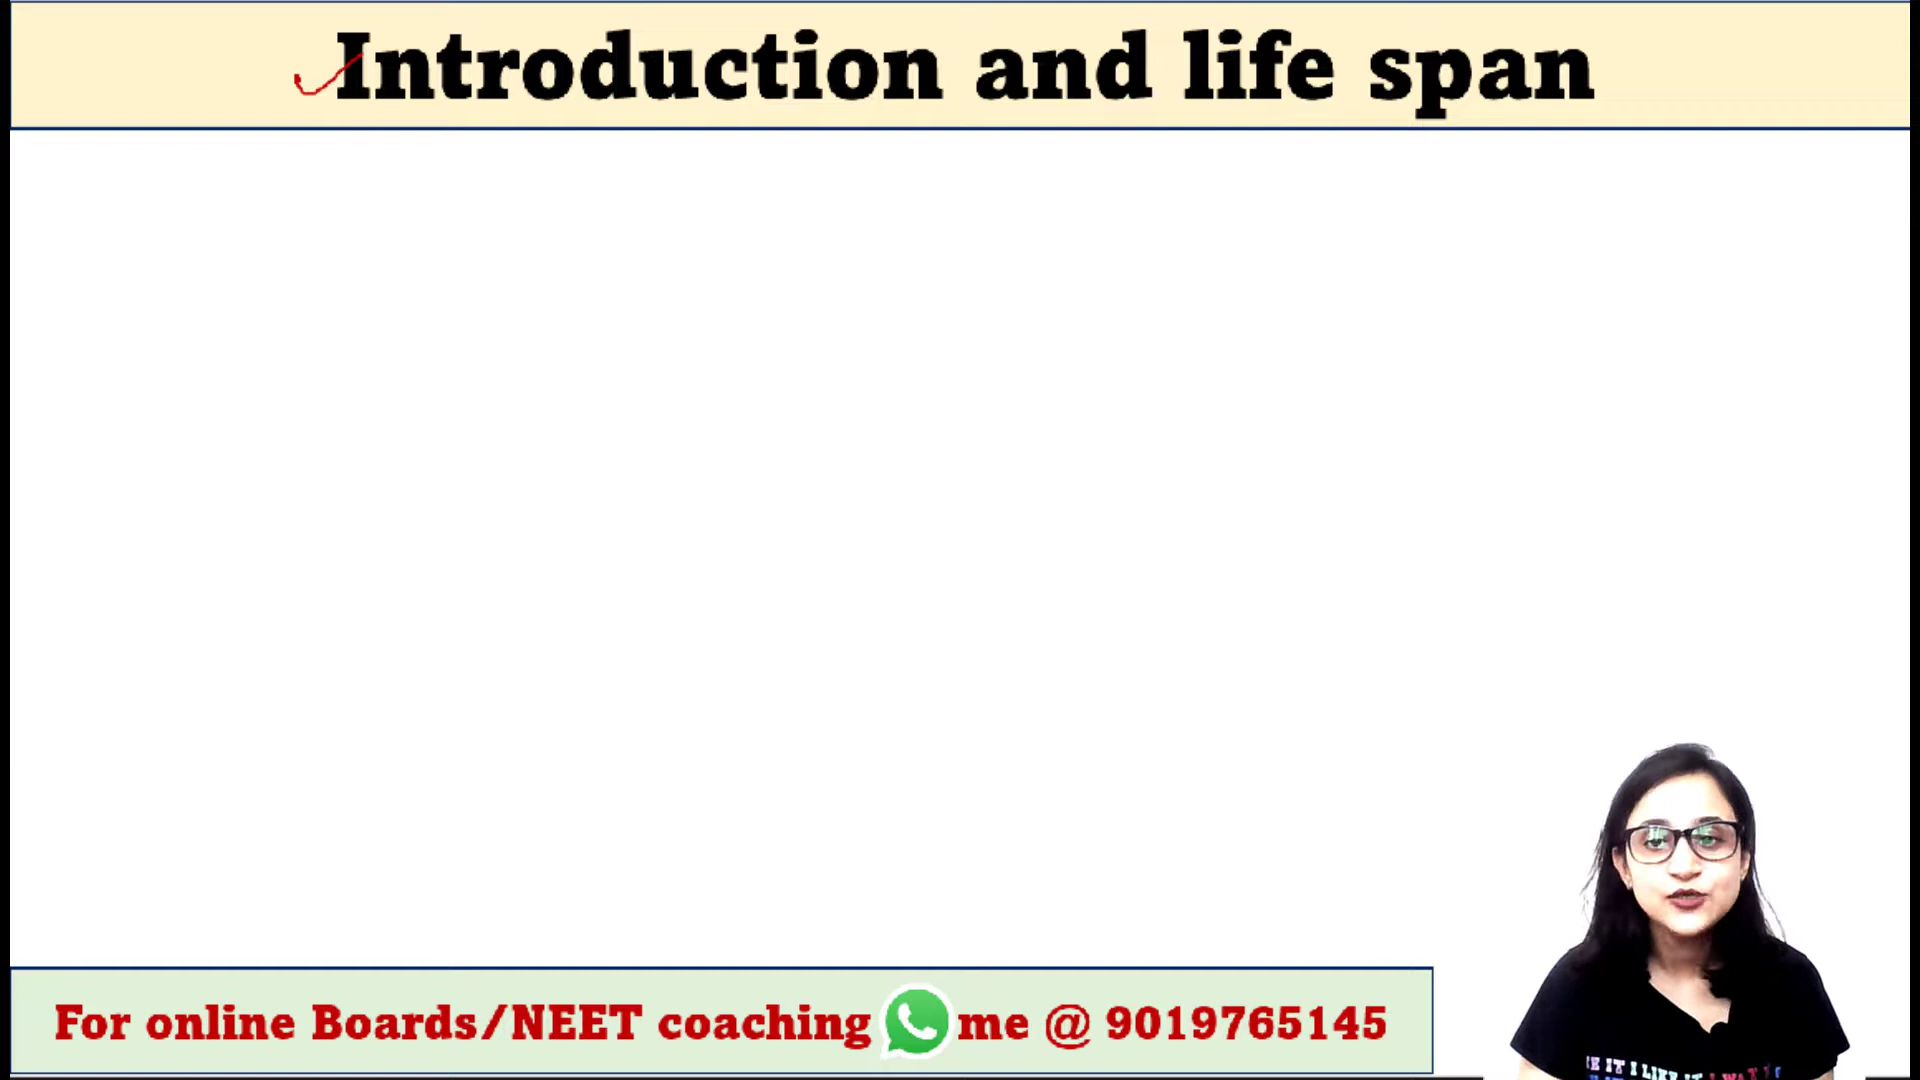 Introduction and life span
For online Boards/NEET coaching me @ 9019765145